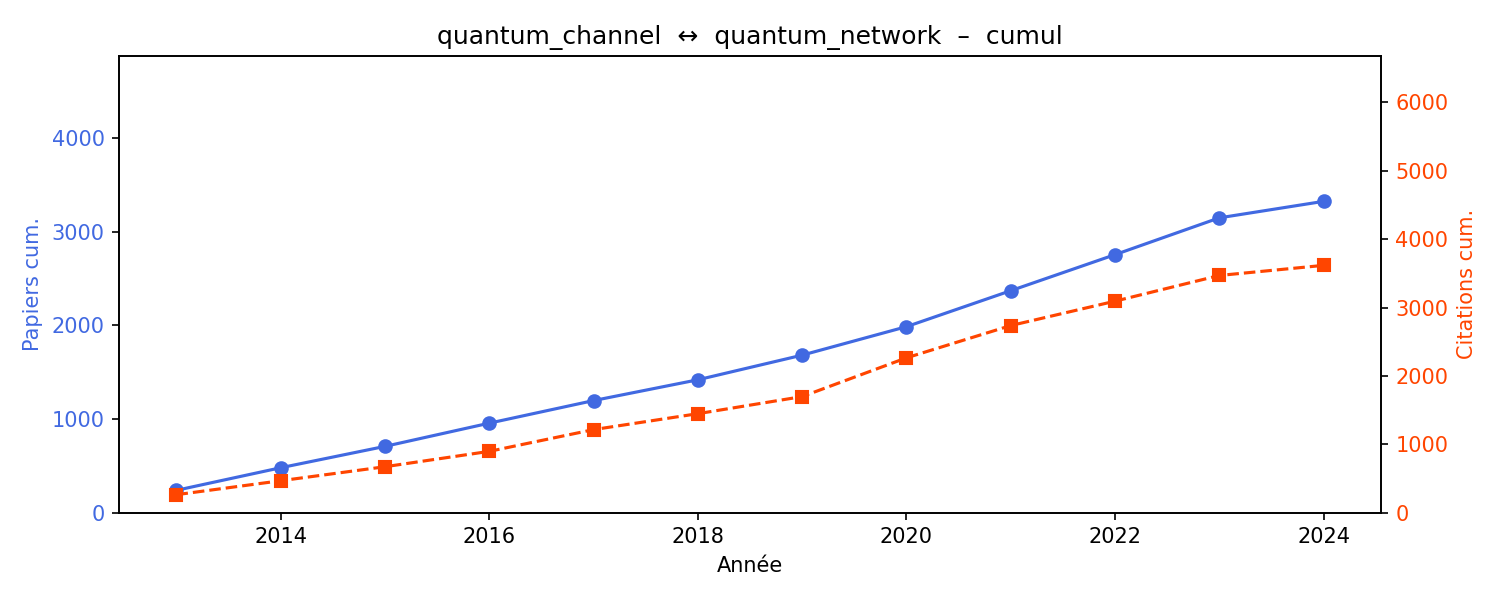 quantum_channel ↔ quantum_network – cumul
Papiers cum.
4000
3000
2000
1000
0
6000
5000
4000
3000
2000
1000
0
Citations cum.
2014 2016 2018 2020 2022 2024
Année